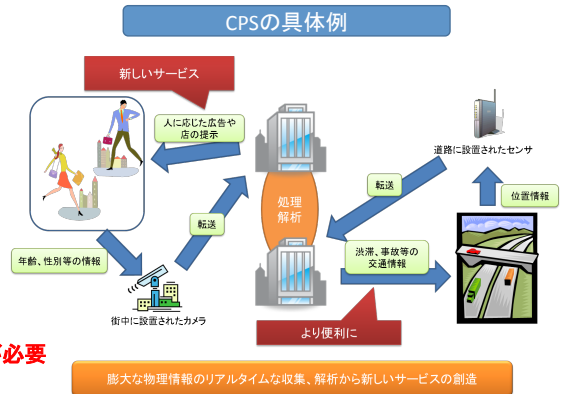 CPSの具体例
新しいサービス
人に応じた広告や
店の提示
道路に設置されたセンサ
転送
位置情報
処理
解析
転送
年齢、性別等の情報
渋滞、事故等の
交通情報
街中に設置されたカメラ
より便利に
必要
膨大な物理情報のリアルタイムな収集、解析から新しいサービスの創造